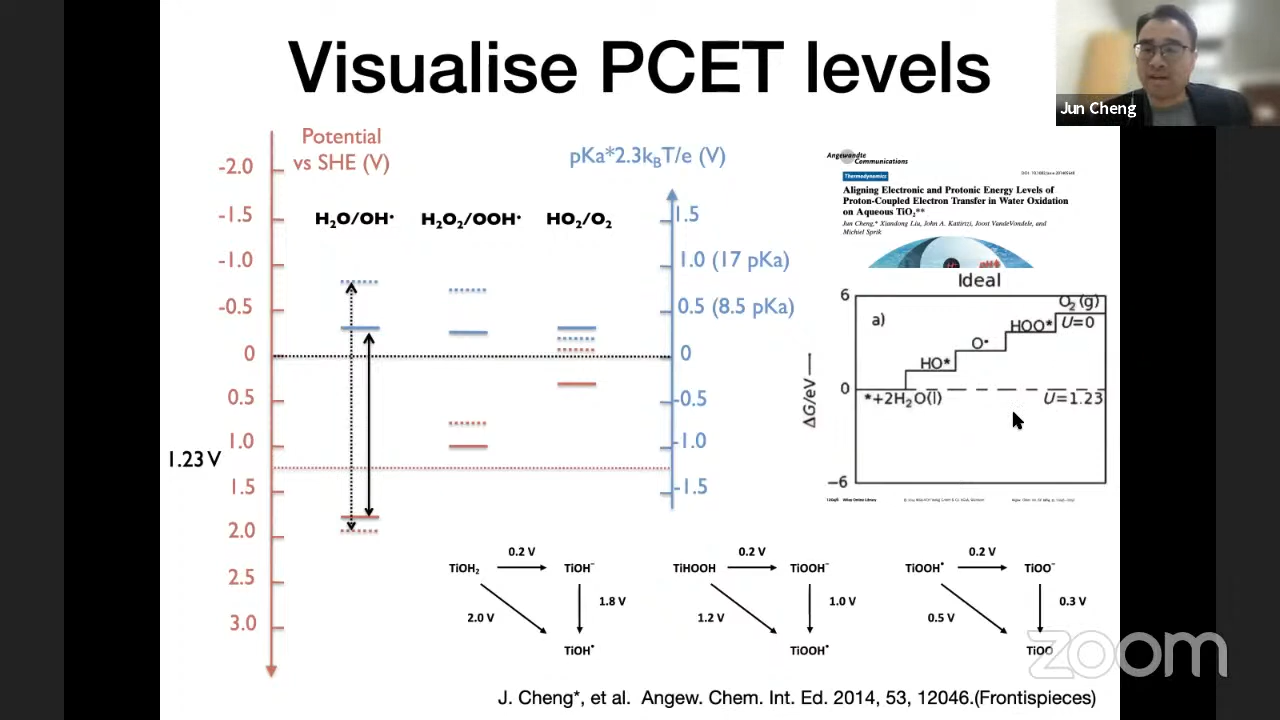 Visualise PCET levels
Jun Cheng
Potential
vs SHE (V)
pKa*2.3kBT/e (V)
-2.0
-1.5
-1.0
-0.5
0
0.5
1.0
1.5
2.0
2.5
3.0
1.23 V
H₂O/OH• H₂O₂/OOH• HO₂/O₂
1.5
1.0 (17 pKa)
0.5 (8.5 pKa)
0
-0.5
-1.0
-1.5
Angewandte
Communications
Thermodynamics
Aligning Electronic and Protonic Energy Levels of
Proton-Coupled Electron Transfer in Water Oxidation
on Aqueous TiO₂**
Jun Cheng,* Xiandong Liu, John A. Kattirtzi, Joost VandeVondele, and
Michiel Sprik
Ideal
6
0
−6
ΔG/eV
a)
O₂(g)
HOO* U=0
O*
HO*
*+2H₂O(l) U=1.23
TiOH₂ 0.2 V TiOH⁻
2.0 V 1.8 V
TiOH•
TiHOOH 0.2 V TiOOH⁻
1.2 V 1.0 V
TiOOH•
TiOOH• 0.2 V TiOO⁻
0.5 V 0.3 V
TiOO
zoom
J. Cheng*, et al. Angew. Chem. Int. Ed. 2014, 53, 12046.(Frontispieces)